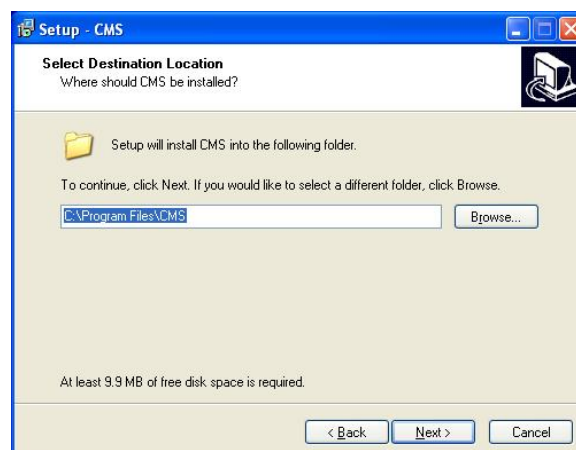 Setup - CMS
Select Destination Location
Where should CMS be installed?
Setup will install CMS into the following folder.
To continue, click Next. If you would like to select a different folder, click Browse.
C:\Program Files\CMS
Browse...
At least 9.9 MB of free disk space is required.
< Back
Next >
Cancel